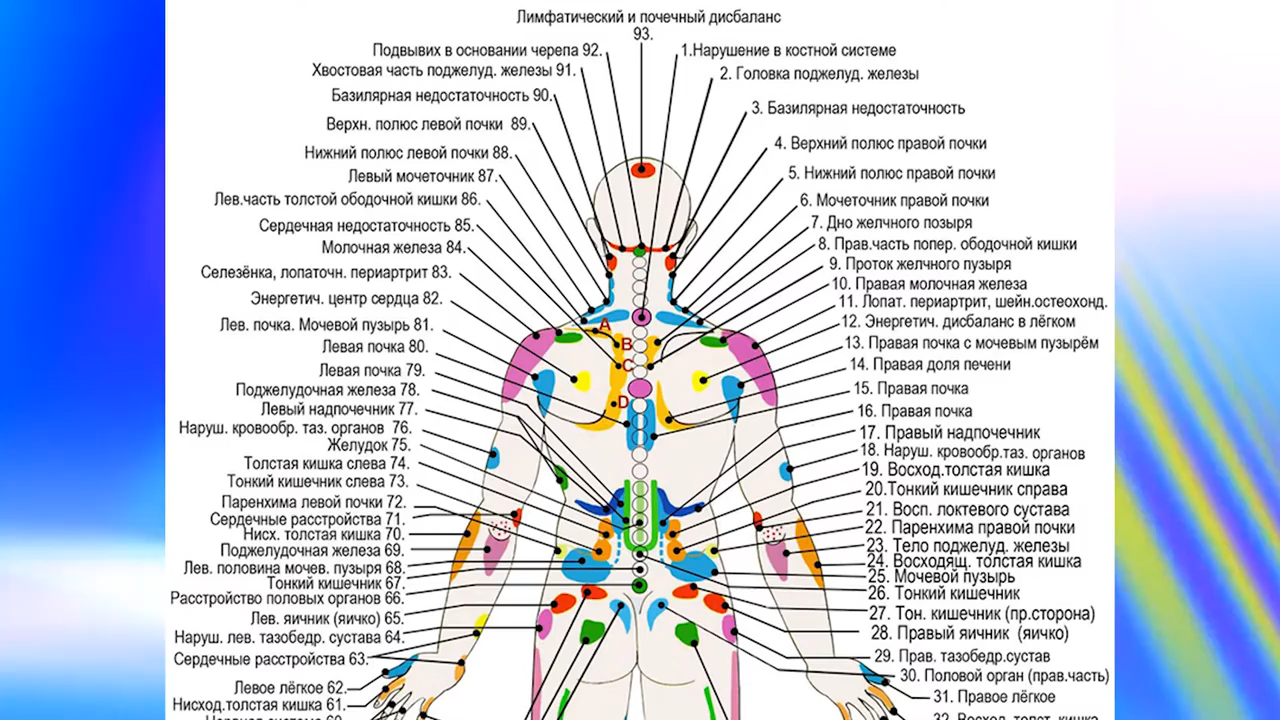 Лимфатический и почечный дисбаланс
93.
Подвывих в основании черепа 92.
Хвостовая часть поджелуд. железы 91.
Базилярная недостаточность 90.
Верхн. полюс левой почки 89.
Нижний полюс левой почки 88.
Левый мочеточник 87.
Лев.часть толстой ободочной кишки 86.
Сердечная недостаточность 85.
Молочная железа 84.
Селезёнка, лопаточн. периартрит 83.
Энергетич. центр сердца 82.
Лев. почка. Мочевой пузырь 81.
Левая почка 80.
Левая почка 79.
Поджелудочная железа 78.
Левый надпочечник 77.
Наруш. кровообр. таз. органов 76.
Желудок 75.
Толстая кишка слева 74.
Тонкий кишечник слева 73.
Паренхима левой почки 72.
Сердечные расстройства 71.
Нисх. толстая кишка 70.
Поджелудочная железа 69.
Лев. половина мочев. пузыря 68.
Тонкий кишечник 67.
Расстройство половых органов 66.
Лев. яичник (яичко) 65.
Наруш. лев. тазобедр. сустава 64.
Сердечные расстройства 63.
Левое лёгкое 62.
Нисход.толстая кишка 61.
A
B
C
D
1.Нарушение в костной системе
2. Головка поджелуд. железы
3. Базилярная недостаточность
4. Верхний полюс правой почки
5. Нижний полюс правой почки
6. Мочеточник правой почки
7. Дно желчного позыря
8. Прав.часть попер. ободочной кишки
9. Проток желчного пузыря
10. Правая молочная железа
11. Лопат. периартрит, шейн.остеохонд.
12. Энергетич. дисбаланс в лёгком
13. Правая почка с мочевым пузырём
14. Правая доля печени
15. Правая почка
16. Правая почка
17. Правый надпочечник
18. Наруш. кровообр.таз. органов
19. Восход.толстая кишка
20.Тонкий кишечник справа
21. Восп. локтевого сустава
22. Паренхима правой почки
23. Тело поджелуд. железы
24. Восходящ. толстая кишка
25. Мочевой пузырь
26. Тонкий кишечник
27. Тон. кишечник (пр.сторона)
28. Правый яичник (яичко)
29. Прав. тазобедр.сустав
30. Половой орган (прав.часть)
31. Правое лёгкое